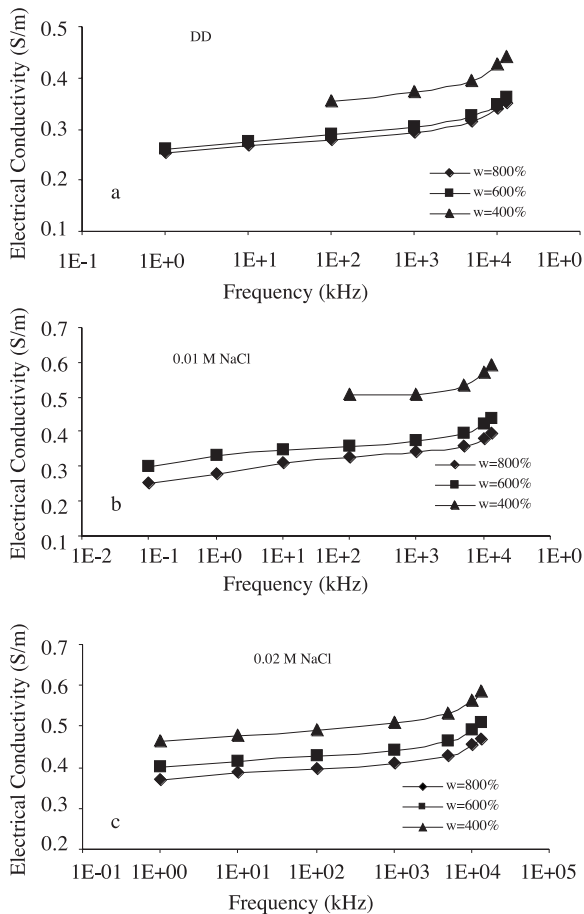 Electrical Conductivity (S/m)
0.5
0.4
0.3
0.2
0.1
DD
a
w=800%
w=600%
w=400%
1E-1 1E+0 1E+1 1E+2 1E+3 1E+4 1E+0
Frequency (kHz)
Electrical Conductivity (S/m)
0.7
0.6
0.5
0.4
0.3
0.2
0.1
0.01 M NaCl
b
w=800%
w=600%
w=400%
1E-2 1E-1 1E+0 1E+1 1E+2 1E+3 1E+4 1E+0
Frequency (kHz)
Electrical Conductivity (S/m)
0.7
0.6
0.5
0.4
0.3
0.2
0.02 M NaCl
c
w=800%
w=600%
w=400%
1E-01 1E+00 1E+01 1E+02 1E+03 1E+04 1E+05
Frequency (kHz)